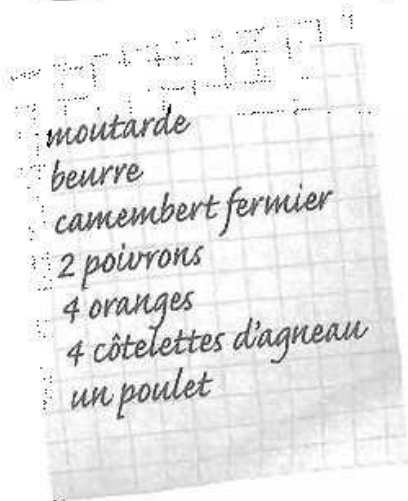 moutarde
beurre
camembert fermier
2 poivrons
4 oranges
4 côtelettes d'agneau
un poulet